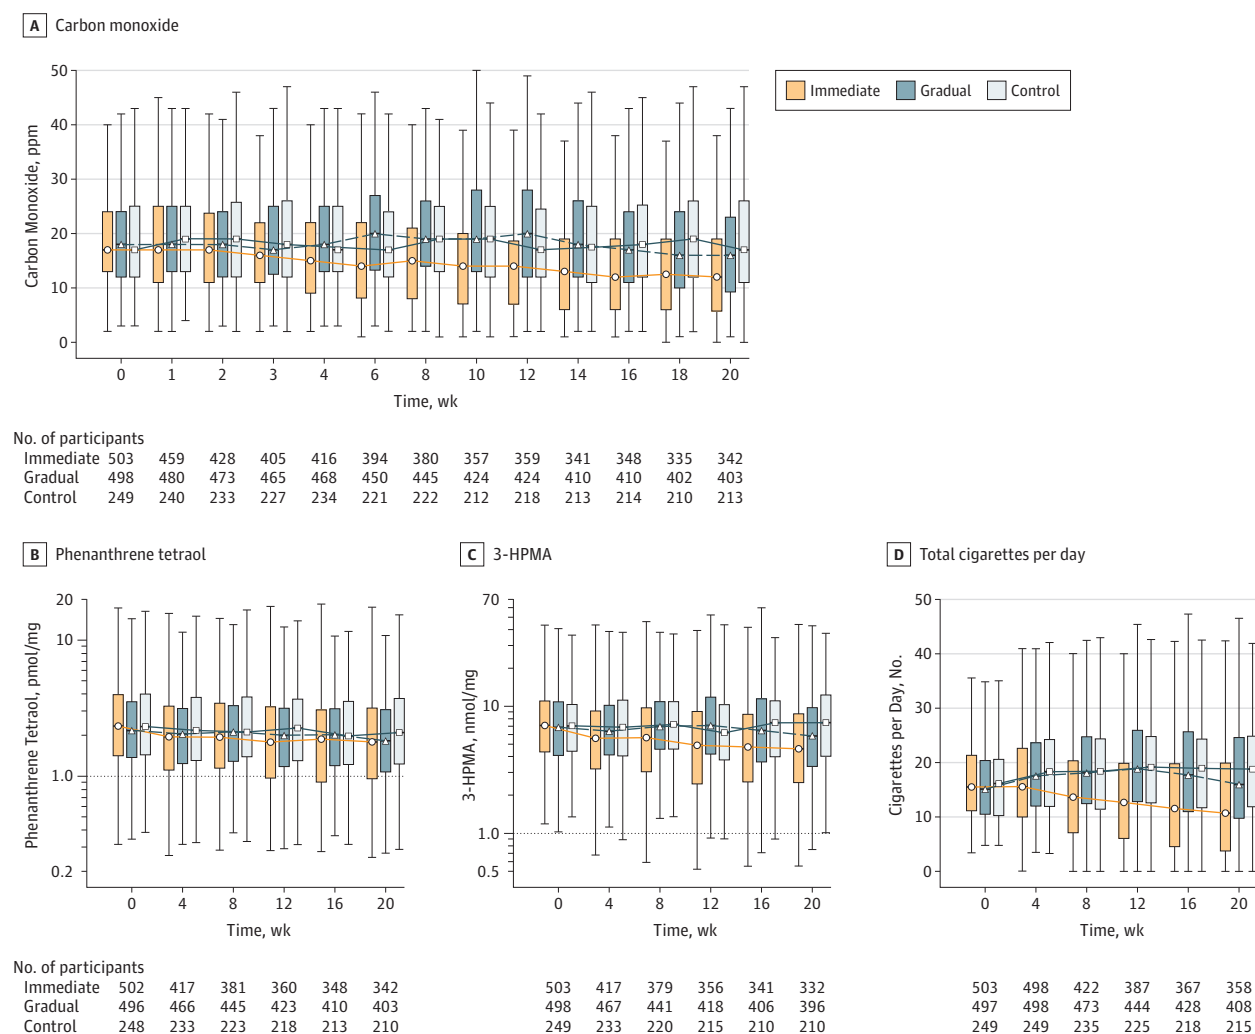 A Carbon monoxide
50
40
30
20
10
0
Carbon Monoxide, ppm
0 1 2 3 4 6 8 10 12 14 16 18 20
Time, wk
Immediate Gradual Control
No. of participants
Immediate 503 459 428 405 416 394 380 357 359 341 348 335 342
Gradual 498 480 473 465 468 450 445 424 424 410 410 402 403
Control 249 240 233 227 234 221 222 212 218 213 214 210 213
B Phenanthrene tetraol
20
10
1.0
0.2
Phenanthrene Tetraol, pmol/mg
0 4 8 12 16 20
Time, wk
No. of participants
Immediate 502 417 381 360 348 342
Gradual 496 466 445 423 410 403
Control 248 233 223 218 213 210
C 3-HPMA
70
10
1.0
0.5
3-HPMA, nmol/mg
0 4 8 12 16 20
Time, wk
503 417 379 356 341 332
498 467 441 418 406 396
249 233 220 215 210 210
D Total cigarettes per day
50
40
30
20
10
0
Cigarettes per Day, No.
0 4 8 12 16 20
Time, wk
503 498 422 387 367 358
497 498 473 444 428 408
249 249 235 225 218 215